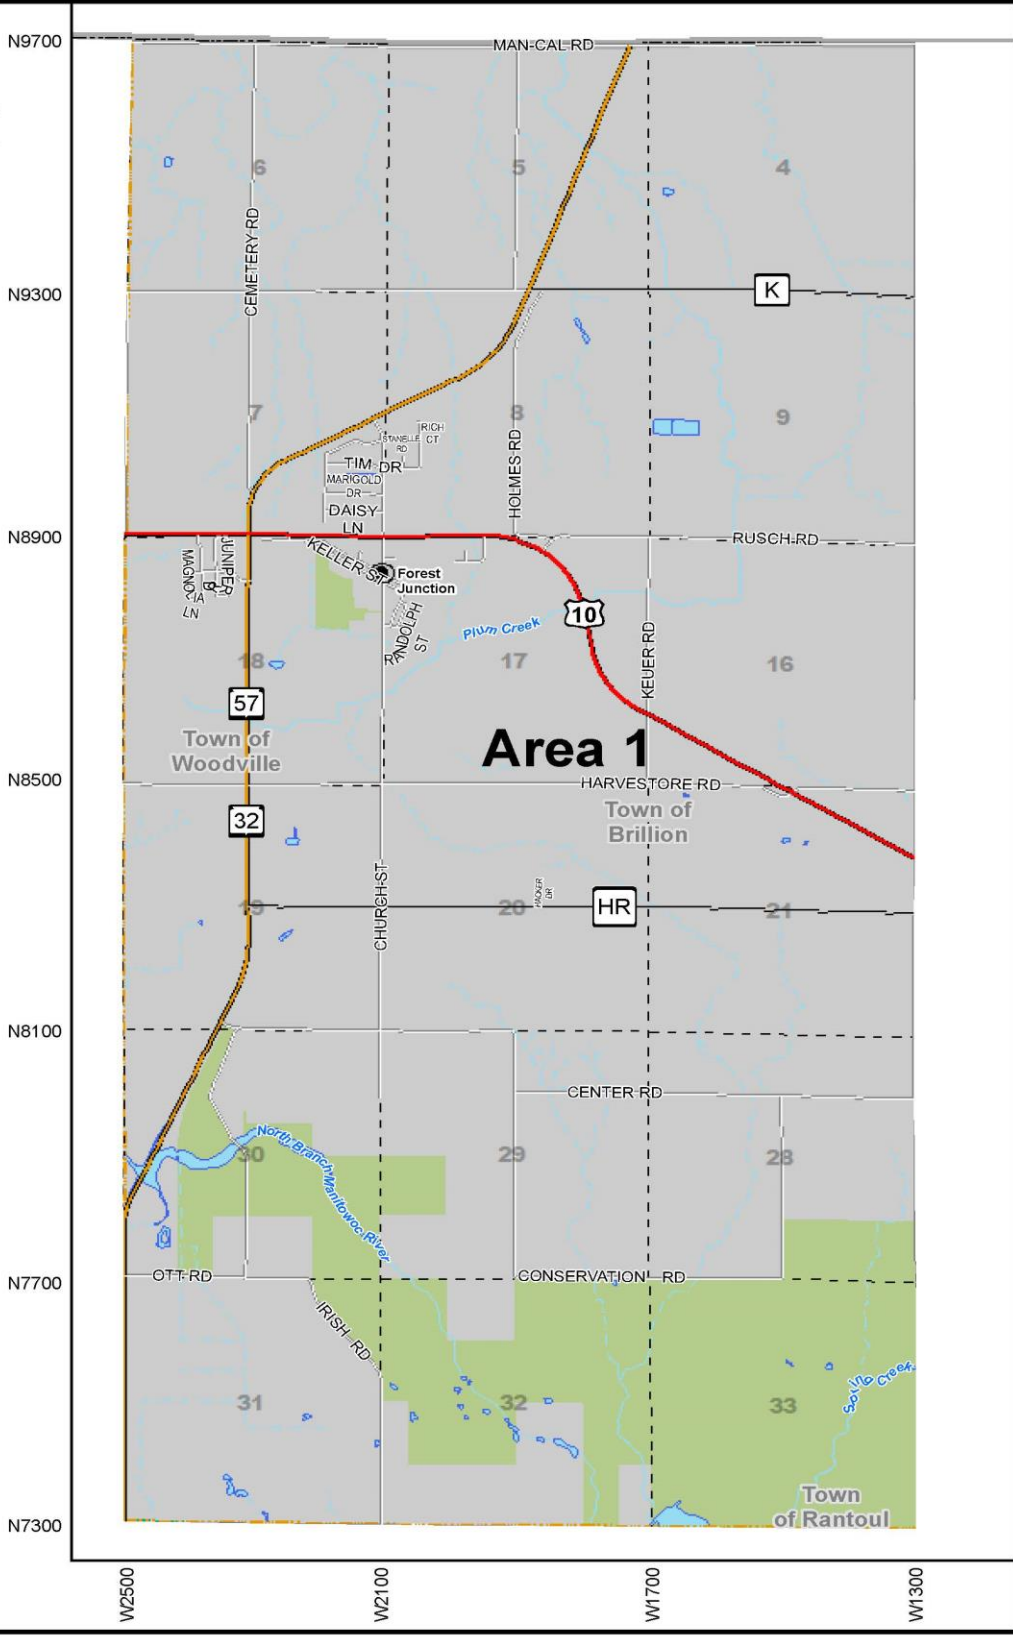 N9700
MAN-CAL RD
6
5
4
CEMETERY RD
N9300
K
7
8
9
RICH
CT
STANELLE
RD
TIM DR
MARIGOLD
DR
DAISY
LN
HOLMES RD
N8900
RUSCH RD
KELLER ST
JUNIPER
MAGNOLIA
LN
Forest
Junction
RANDOLPH
ST
Plum Creek
10
KEUER RD
18
17
16
57
Town of
Woodville
Area 1
N8500
HARVESTORE RD
Town of
Brillion
32
CHURCH ST
HACKER
DR
19
20
HR
21
N8100
CENTER RD
North Branch Manitowoc River
30
29
28
N7700
OTT RD
CONSERVATION RD
IRISH RD
Spring Creek
31
32
33
Town
of Rantoul
N7300
W2500
W2100
W1700
W1300